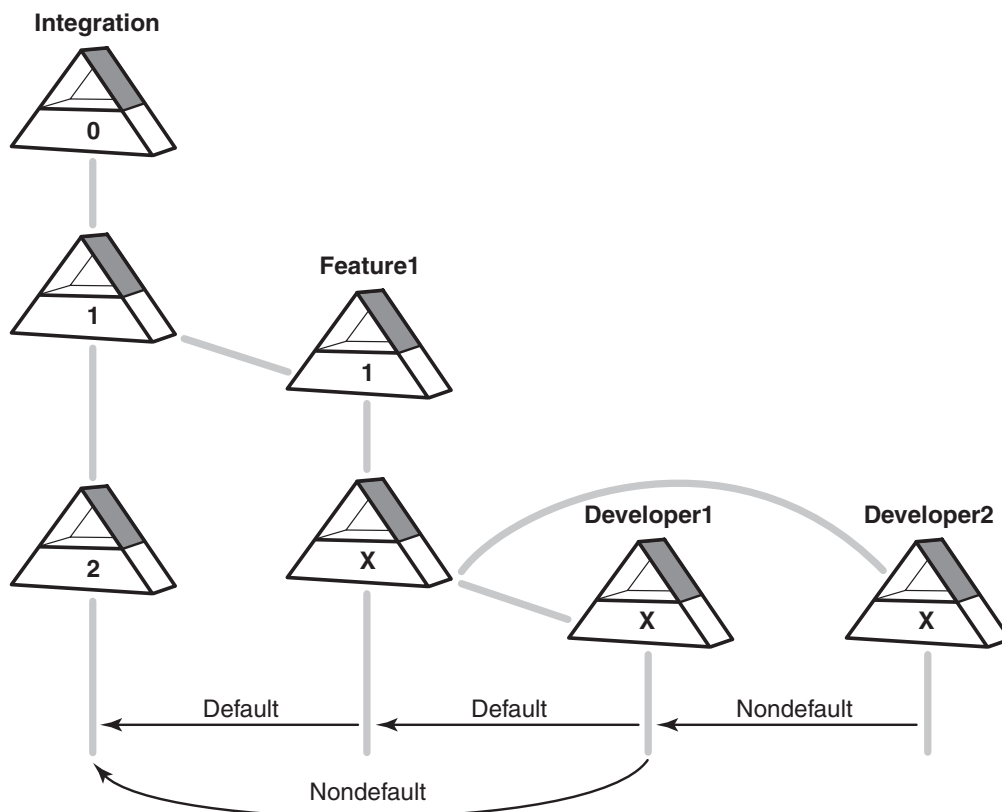 Integration
0
1
Feature1
1
2
X
Developer1
Developer2
X
X
Default
Default
Nondefault
Nondefault